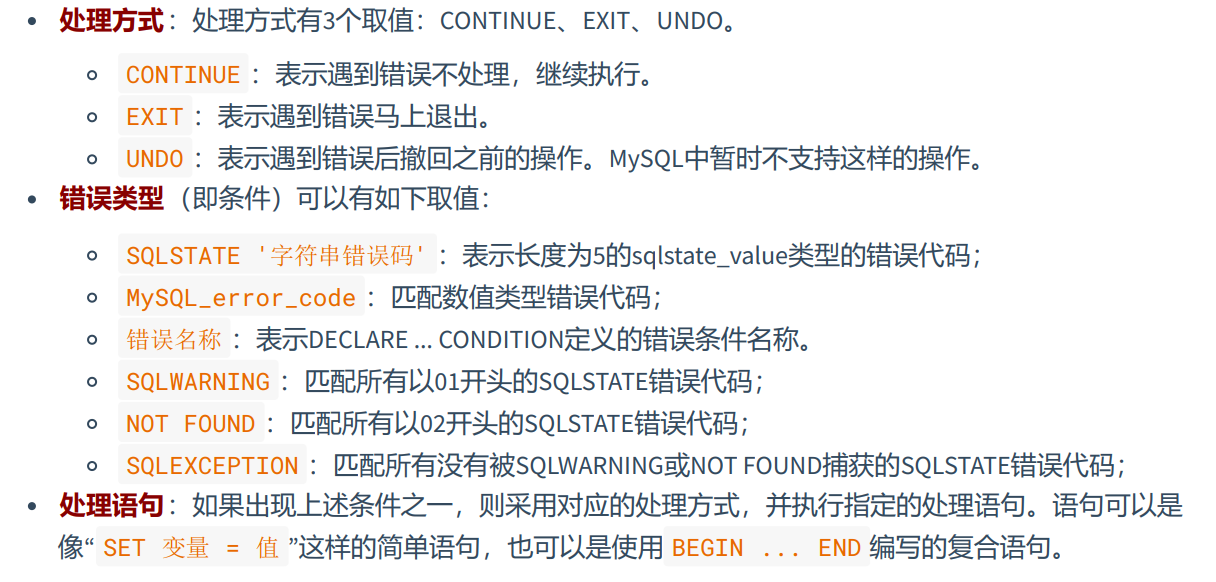 处理方式：处理方式有3个取值：CONTINUE、EXIT、UNDO。
CONTINUE：表示遇到错误不处理，继续执行。
EXIT：表示遇到错误马上退出。
UNDO：表示遇到错误后撤回之前的操作。MySQL中暂时不支持这样的操作。
错误类型（即条件）可以有如下取值：
SQLSTATE '字符串错误码'：表示长度为5的sqlstate_value类型的错误代码；
MySQL_error_code：匹配数值类型错误代码；
错误名称：表示DECLARE ... CONDITION定义的错误条件名称。
SQLWARNING：匹配所有以01开头的SQLSTATE错误代码；
NOT FOUND：匹配所有以02开头的SQLSTATE错误代码；
SQLEXCEPTION：匹配所有没有被SQLWARNING或NOT FOUND捕获的SQLSTATE错误代码；
处理语句：如果出现上述条件之一，则采用对应的处理方式，并执行指定的处理语句。语句可以是
像“SET 变量 = 值”这样的简单语句，也可以是使用BEGIN ... END编写的复合语句。